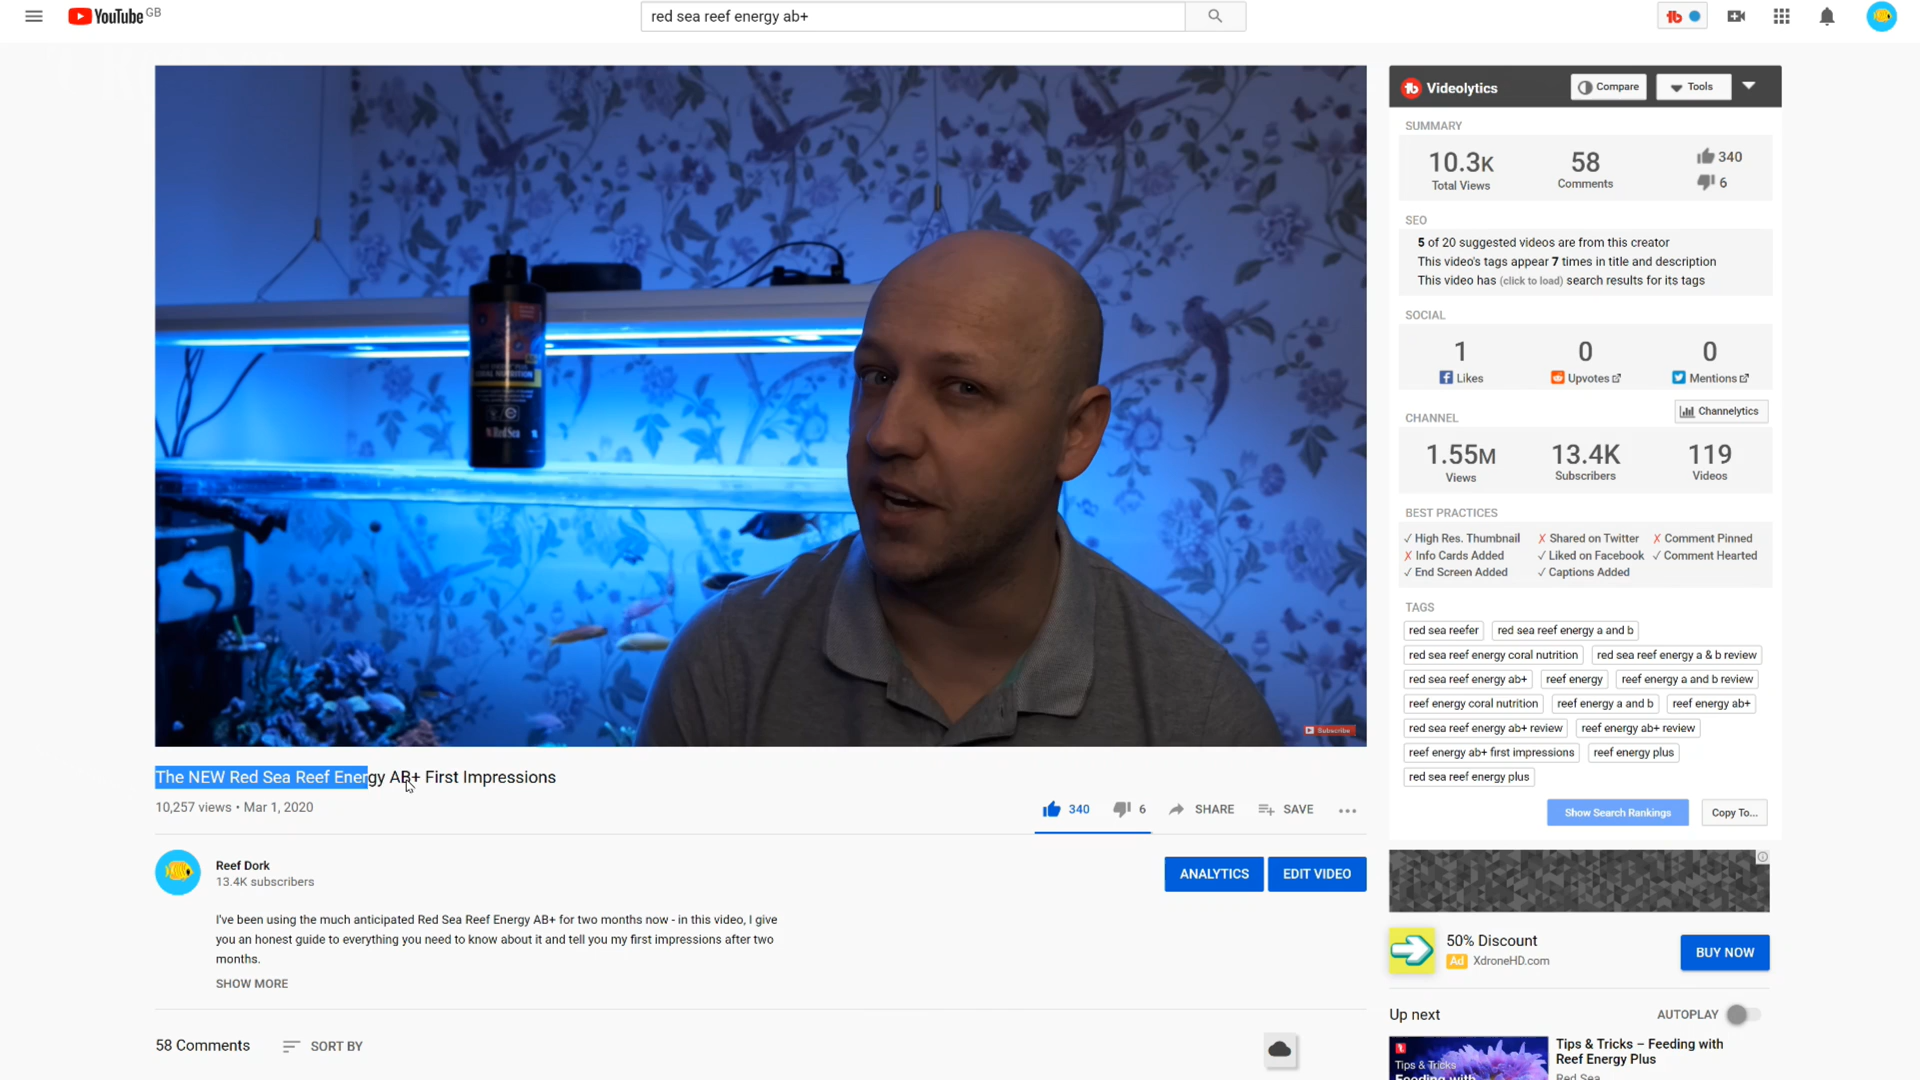 YouTube GB
red sea reef energy ab+
RedSea
Subscribe
The NEW Red Sea Reef Energy AB+ First Impressions
10,257 views • Mar 1, 2020
340
6
SHARE
SAVE
Reef Dork
13.4K subscribers
ANALYTICS
EDIT VIDEO
I've been using the much anticipated Red Sea Reef Energy AB+ for two months now - in this video, I give
you an honest guide to everything you need to know about it and tell you my first impressions after two
months.
SHOW MORE
58 Comments
SORT BY
Videolytics
Compare
Tools
SUMMARY
10.3K
Total Views
58
Comments
340
6
SEO
5 of 20 suggested videos are from this creator
This video's tags appear 7 times in title and description
This video has (click to load) search results for its tags
SOCIAL
1
Likes
0
Upvotes
0
Mentions
Channelytics
CHANNEL
1.55M
Views
13.4K
Subscribers
119
Videos
BEST PRACTICES
✓ High Res. Thumbnail ✗ Shared on Twitter ✗ Comment Pinned
✗ Info Cards Added ✓ Liked on Facebook ✓ Comment Hearted
✓ End Screen Added ✓ Captions Added
TAGS
red sea reefer red sea reef energy a and b
red sea reef energy coral nutrition red sea reef energy a & b review
red sea reef energy ab+ reef energy reef energy a and b review
reef energy coral nutrition reef energy a and b reef energy ab+
red sea reef energy ab+ review reef energy ab+ review
reef energy ab+ first impressions reef energy plus
red sea reef energy plus
Show Search Rankings
Copy To...
50% Discount
Ad XdroneHD.com
BUY NOW
Up next
AUTOPLAY
Tips & Tricks
Feeding with
Tips & Tricks – Feeding with
Reef Energy Plus
Red Sea